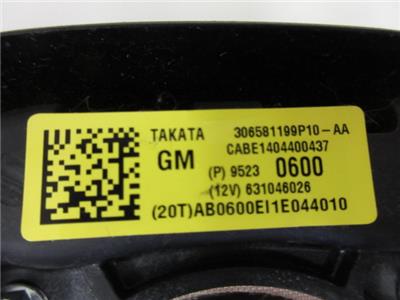 TAKATA 306581199P10-AA
GM CABE1404400437
(P) 9523 0600
(12V) 631046026
(20T)AB0600EI1E044010